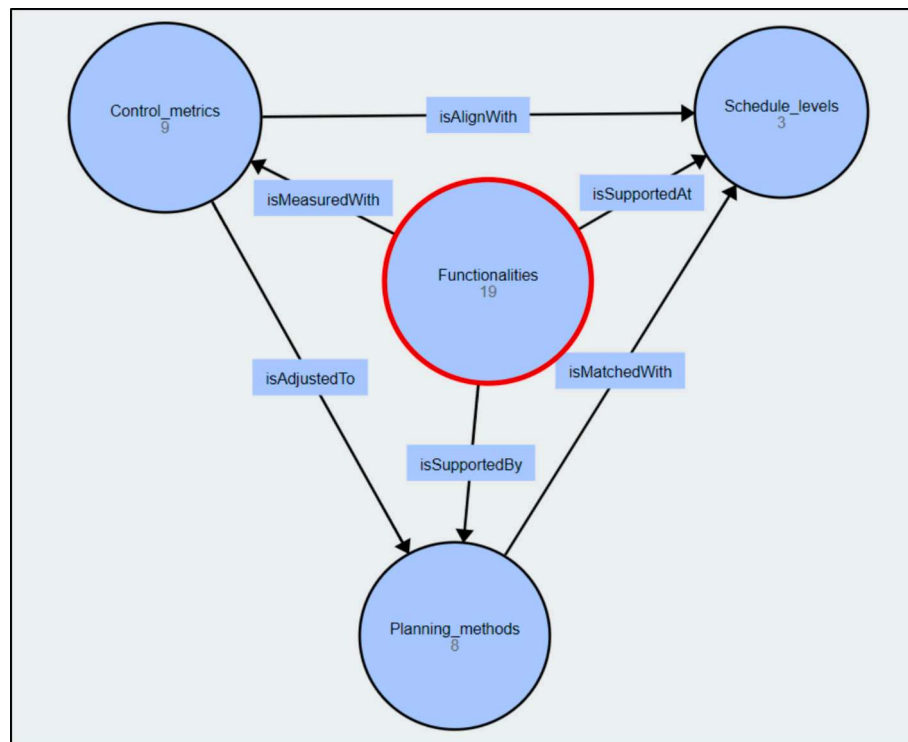 Control_metrics
9
isAlignWith
Schedule_levels
3
isMeasuredWith
isSupportedAt
Functionalities
19
isAdjustedTo
isMatchedWith
isSupportedBy
Planning_methods
8